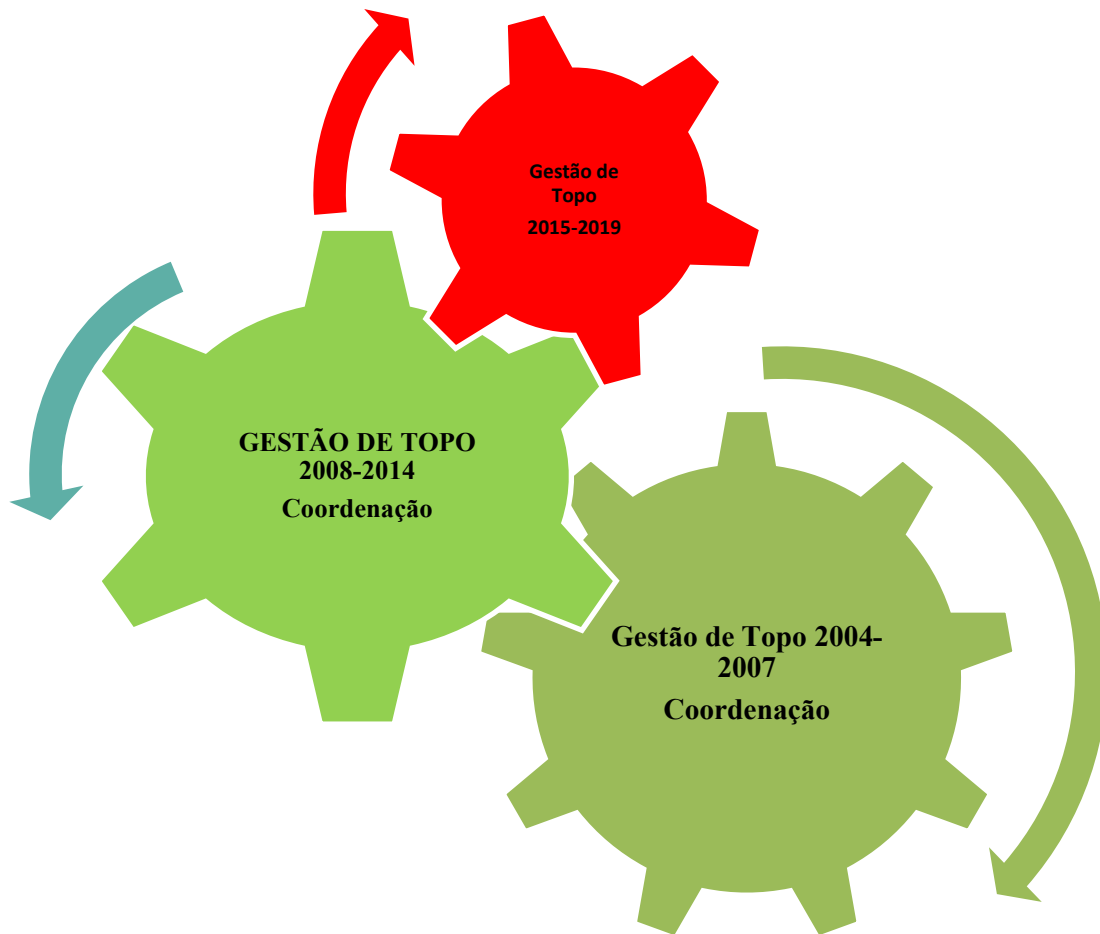 Gestão de
Topo
2015-2019
GESTÃO DE TOPO
2008-2014
Coordenação
Gestão de Topo 2004-
2007
Coordenação